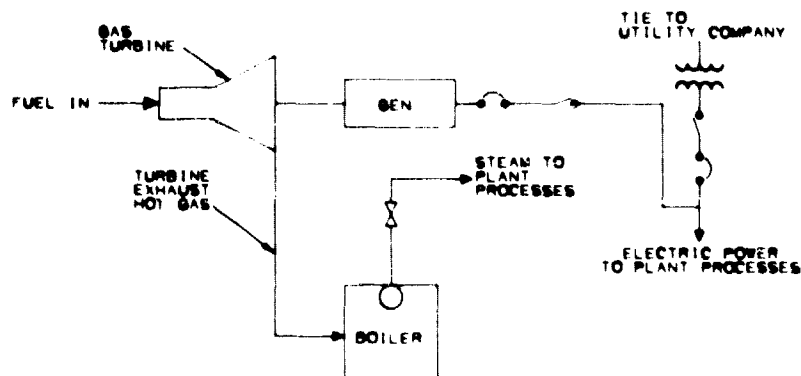 GAS
TURBINE
TIE TO
UTILITY COMPANY
FUEL IN
GEN
TURBINE
EXHAUST
HOT GAS
STEAM TO
PLANT
PROCESSES
ELECTRIC POWER
TO PLANT PROCESSES
BOILER